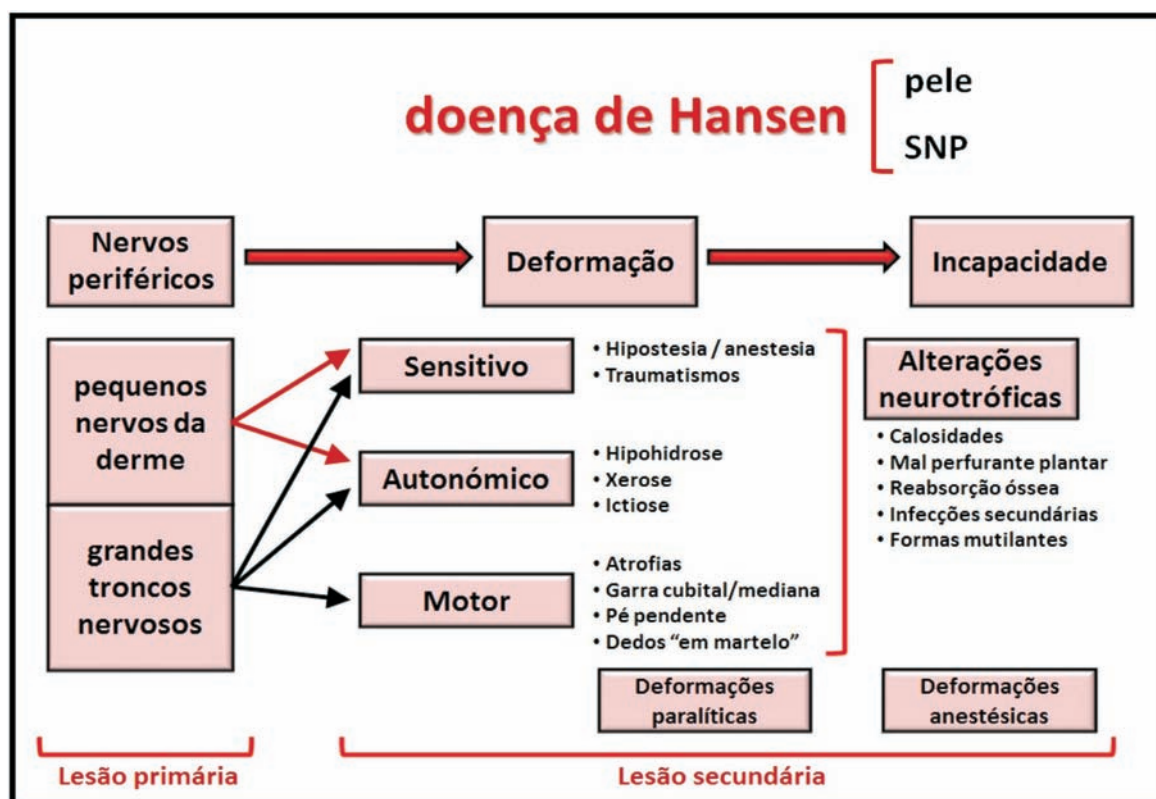 doença de Hansen
pele
SNP
Nervos
periféricos
Deformação
Incapacidade
pequenos
nervos da
derme
grandes
troncos
nervosos
Sensitivo
• Hipostesia / anestesia
• Traumatismos
Autonómico
• Hipohidrose
• Xerose
• Ictiose
Motor
• Atrofias
• Garra cubital/mediana
• Pé pendente
• Dedos “em martelo”
Alterações
neurotróficas
• Calosidades
• Mal perfurante plantar
• Reabsorção óssea
• Infecções secundárias
• Formas mutilantes
Deformações
paralíticas
Deformações
anestésicas
Lesão primária
Lesão secundária